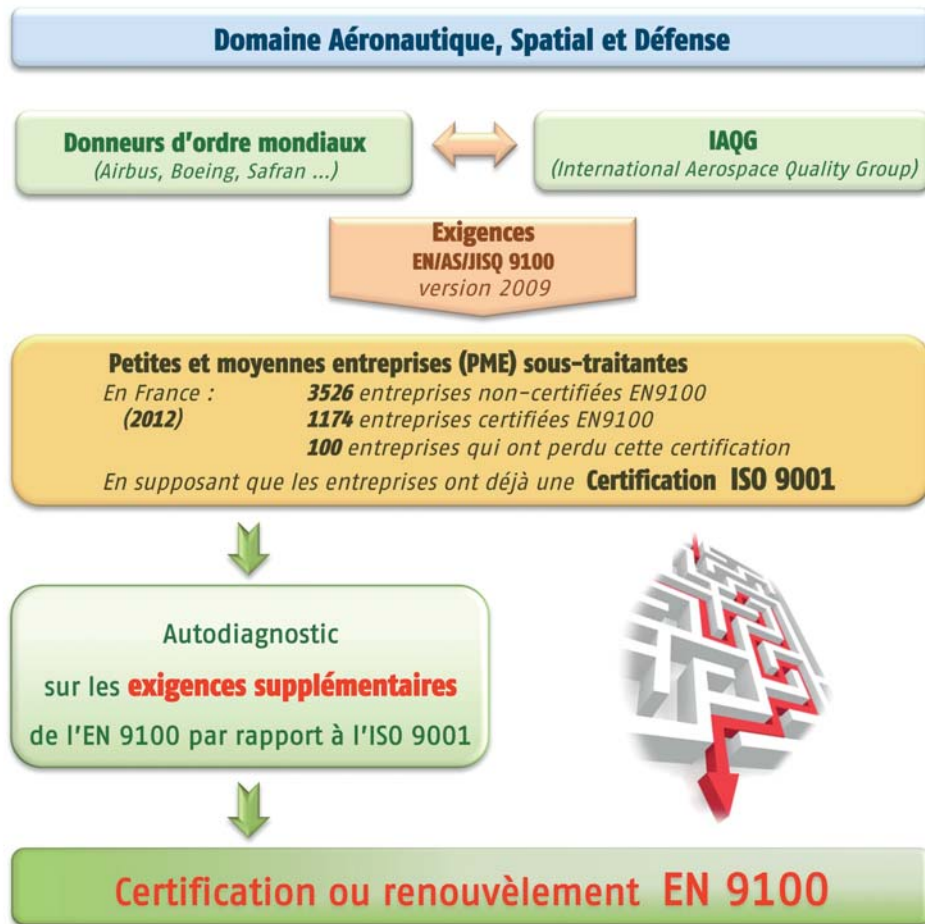 Domaine Aéronautique, Spatial et Défense
Donneurs d'ordre mondiaux
(Airbus, Boeing, Safran ...)
IAQG
(International Aerospace Quality Group)
Exigences
EN/AS/JISQ 9100
version 2009
Petites et moyennes entreprises (PME) sous-traitantes
En France : 3526 entreprises non-certifiées EN9100
(2012) 1174 entreprises certifiées EN9100
100 entreprises qui ont perdu cette certification
En supposant que les entreprises ont déjà une Certification ISO 9001
Autodiagnostic
sur les exigences supplémentaires
de l'EN 9100 par rapport à l'ISO 9001
Certification ou renouvèlement EN 9100